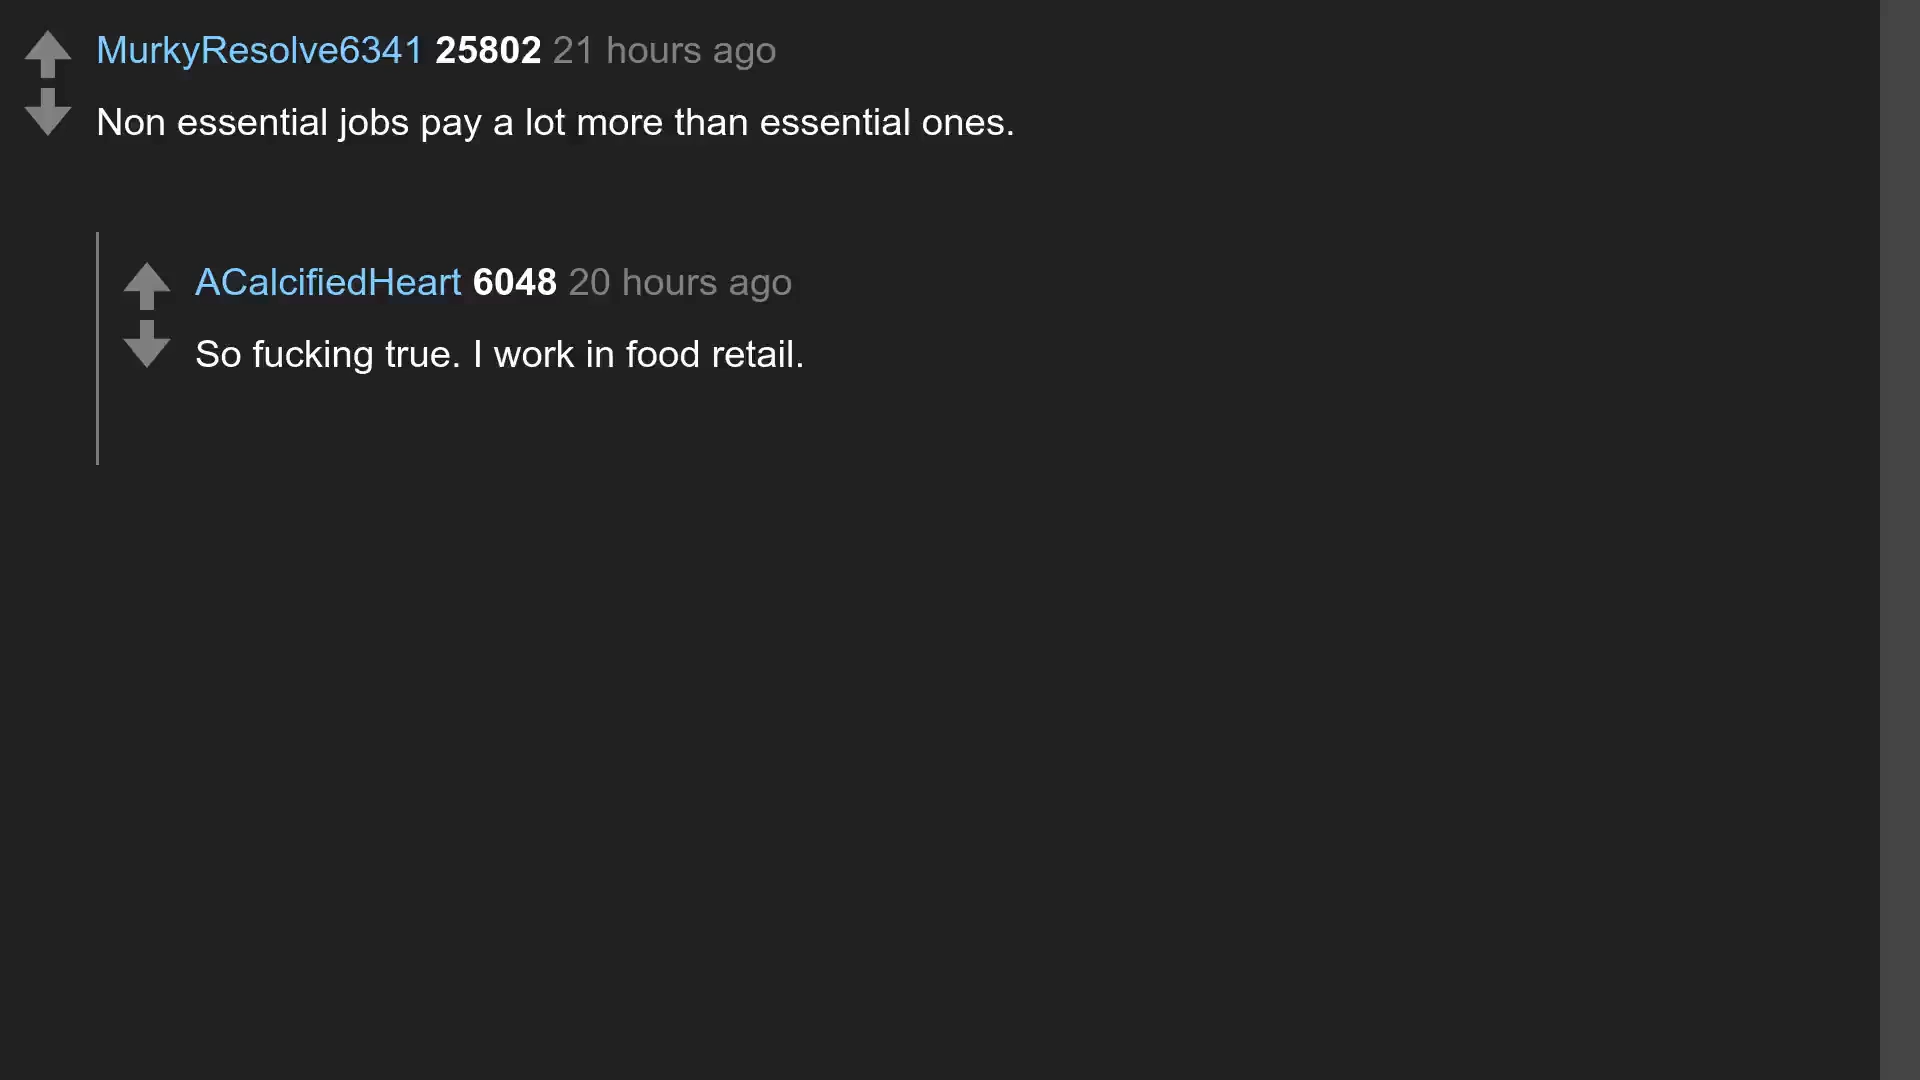 MurkyResolve6341 25802 21 hours ago
Non essential jobs pay a lot more than essential ones.
ACalcifiedHeart 6048 20 hours ago
So fucking true. I work in food retail.